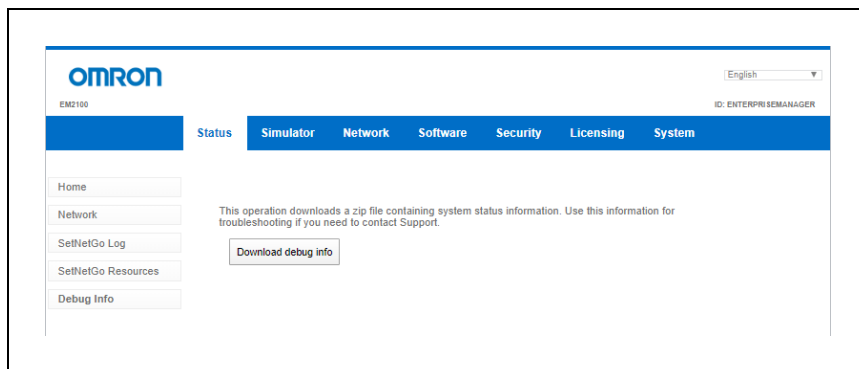 OMRON
English
EM2100
ID: ENTERPRISEMANAGER
Status Simulator Network Software Security Licensing System
Home
Network
SetNetGo Log
SetNetGo Resources
Debug Info
This operation downloads a zip file containing system status information. Use this information for
troubleshooting if you need to contact Support.
Download debug info